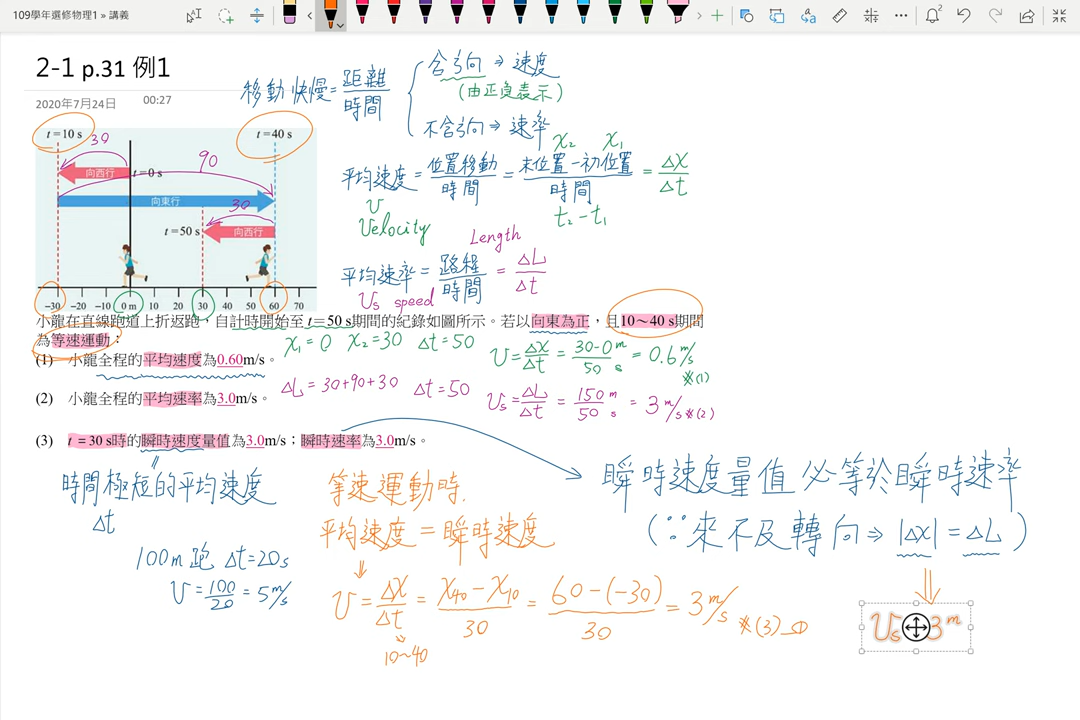 109學年選修物理1 » 講義
2
2-1 p.31 例1
2020年7月24日 00:27
移動快慢=距離/時間
含方向⇒速度
(由正負表示)
不含方向⇒速率
t = 10 s
t = 40 s
30
90
向西行
t = 0 s
向東行
30
t = 50 s
向西行
-30 -20 -10 0 m 10 20 30 40 50 60 70
x₂ x₁
平均速度=位置移動/時間=末位置-初位置/時間=Δx/Δt
t₂-t₁
v
Velocity
Length
平均速率=路程/時間=ΔL/Δt
Vs speed
小龍在直線跑道上折返跑,自計時開始至 t = 50 s期間的紀錄如圖所示。若以向東為正,且10~40 s期間
為等速運動:
x₁=0 x₂=30 Δt=50
v=Δx/Δt=30-0/50 m/s=0.6 m/s ※(1)
(1) 小龍全程的平均速度為0.60m/s。
ΔL=30+90+30 Δt=50
Vs=ΔL/Δt=150/50 m/s=3 m/s ※(2)
(2) 小龍全程的平均速率為3.0m/s。
(3) t = 30 s時的瞬時速度量值為3.0m/s;瞬時速率為3.0m/s。
時間極短的平均速度
Δt
100m跑 Δt=20s
v=100/20=5 m/s
等速運動時.
平均速度=瞬時速度
⇓
v=Δx/Δt=x₄₀-x₁₀/30=60-(-30)/30=3 m/s ※(3)①
10~40
瞬時速度量值必等於瞬時速率
(∵來不及轉向⇒|Δx|=ΔL)
⇓
Vs 3 m